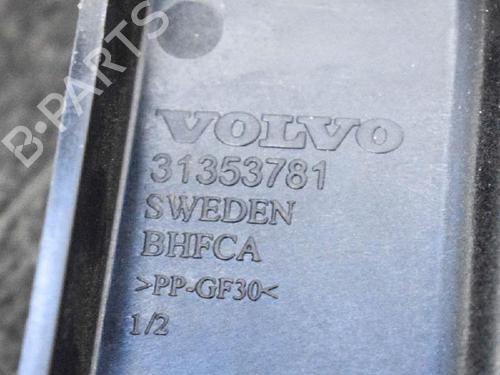 B-PARTS
VOLVO
31353781
SWEDEN
BHFCA
>PP-GF30<
1/2